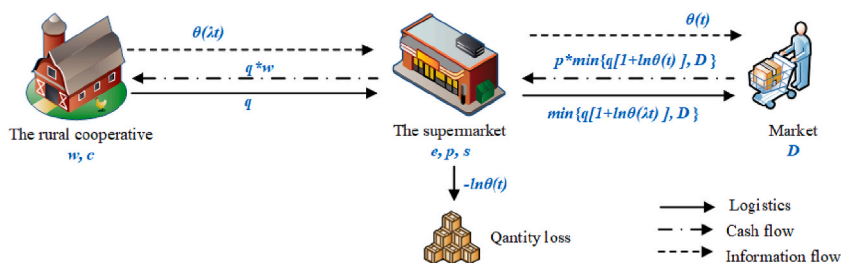 θ(λt)
θ(t)
q*w
p*min{q[1+lnθ(t) ], D }
q
min{q[1+lnθ(λt) ], D }
The rural cooperative
The supermarket
Market
w, c
e, p, s
D
-lnθ(t)
Qantity loss
Logistics
Cash flow
Information flow